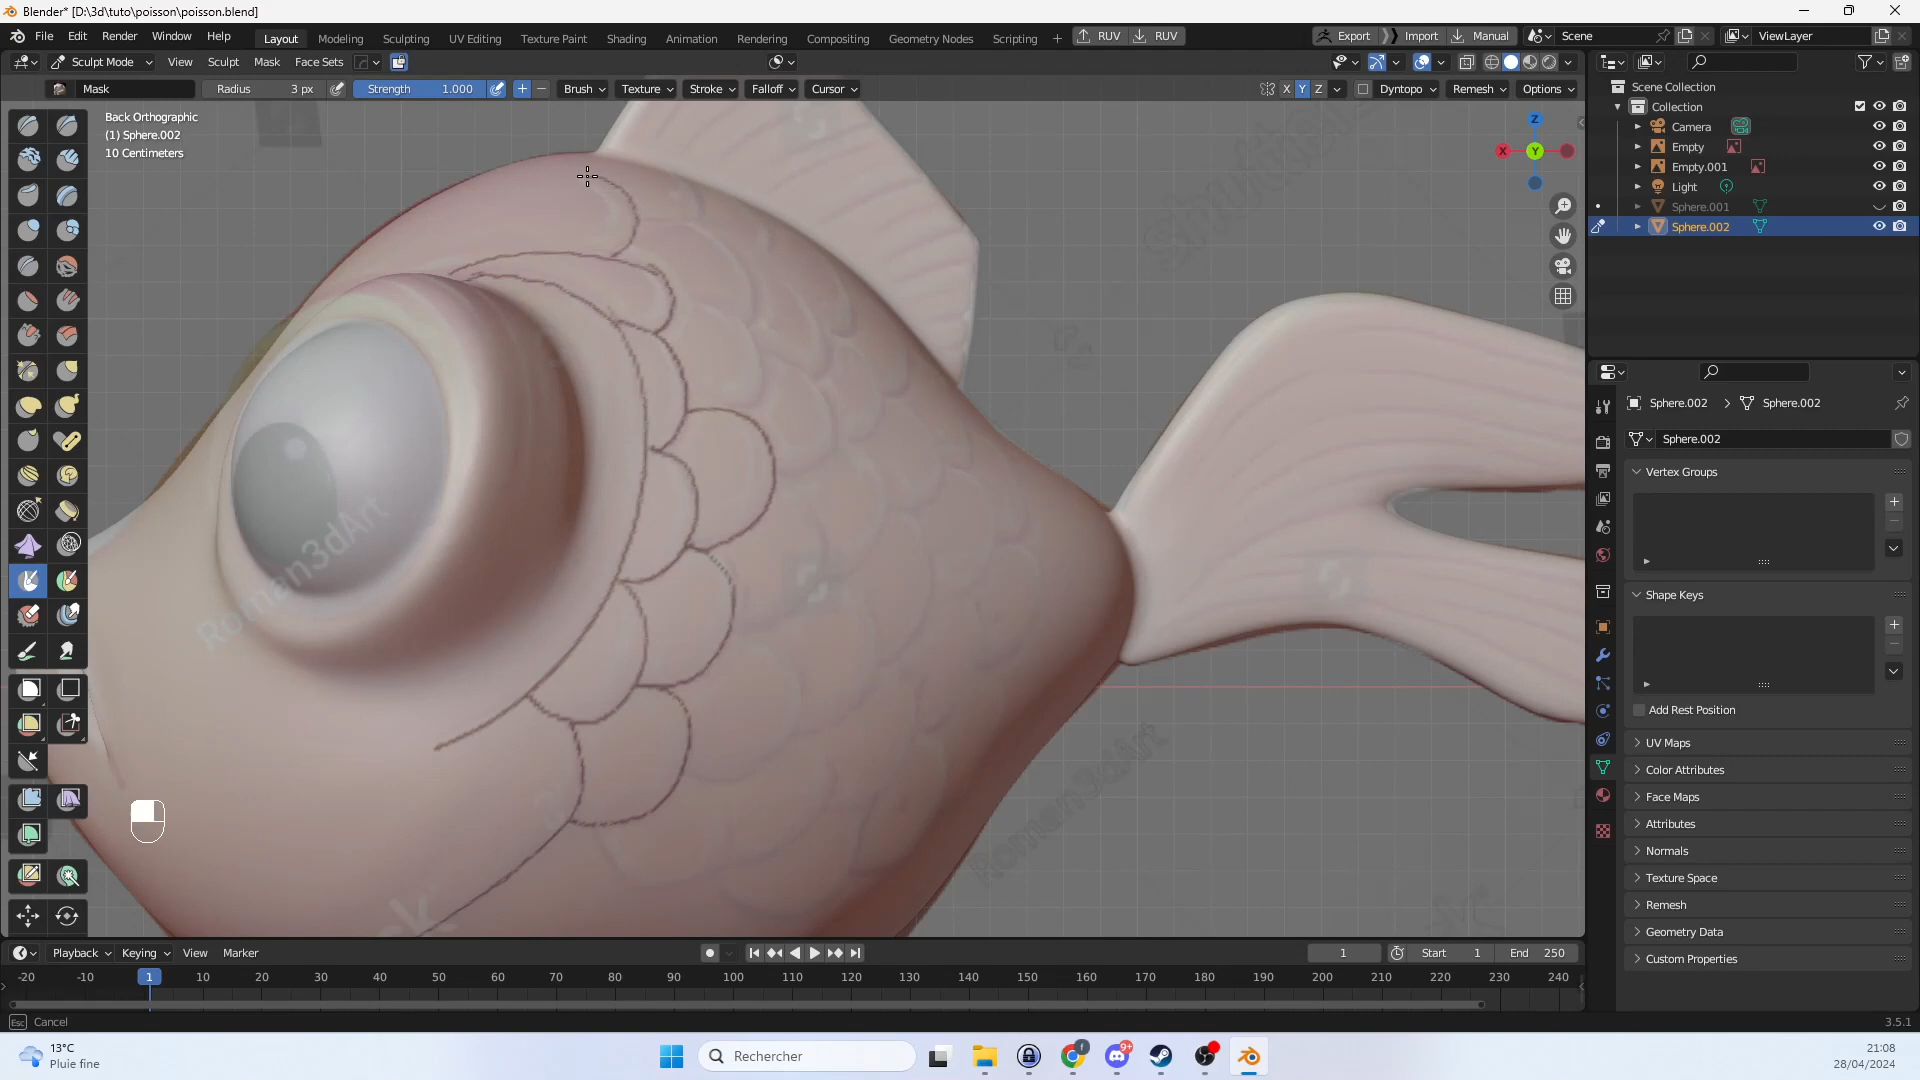 Blender* [D:\3d\tuto\poisson\poisson.blend]
File Edit Render Window Help
Layout Modeling Sculpting UV Editing Texture Paint Shading Animation Rendering Compositing Geometry Nodes Scripting +
RUV RUV Export Import Manual Scene ViewLayer
Sculpt Mode View Sculpt Mask Face Sets
Mask Radius 3 px Strength 1.000 Brush Texture Stroke Falloff Cursor X Y Z Dyntopo Remesh Options
Back Orthographic
(1) Sphere.002
10 Centimeters
Z
X
Y
Roman3dArt
Roman3dArt
Scene Collection
Collection
Camera
Empty
Empty.001
Light
Sphere.001
Sphere.002
Sphere.002 > Sphere.002
Sphere.002
Vertex Groups
Shape Keys
Add Rest Position
UV Maps
Color Attributes
Face Maps
Attributes
Normals
Texture Space
Remesh
Geometry Data
Custom Properties
Playback Keying View Marker 1 Start 1 End 250
-20 -10 1 10 20 30 40 50 60 70 80 90 100 110 120 130 140 150 160 170 180 190 200 210 220 230 240
Esc Cancel 3.5.1
13°C
Pluie fine
Rechercher
f
9+
21:08
28/04/2024